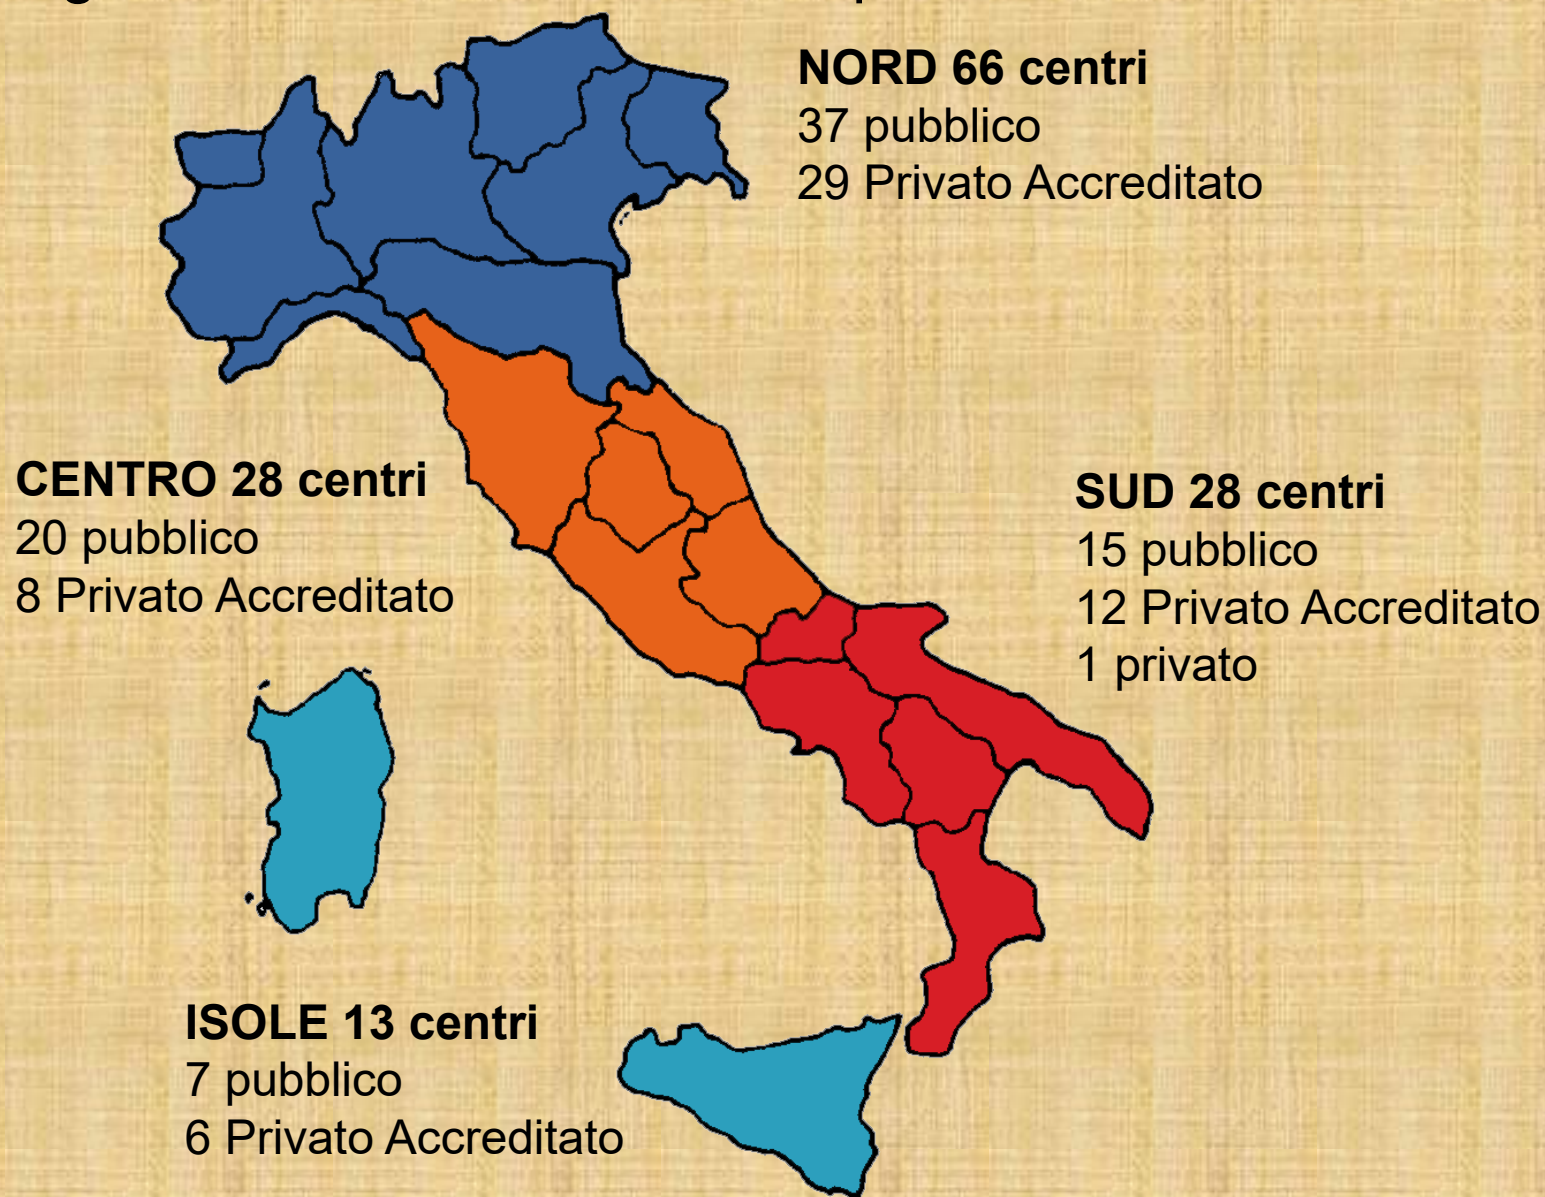 NORD 66 centri
37 pubblico
29 Privato Accreditato
CENTRO 28 centri
20 pubblico
8 Privato Accreditato
SUD 28 centri
15 pubblico
12 Privato Accreditato
1 privato
ISOLE 13 centri
7 pubblico
6 Privato Accreditato